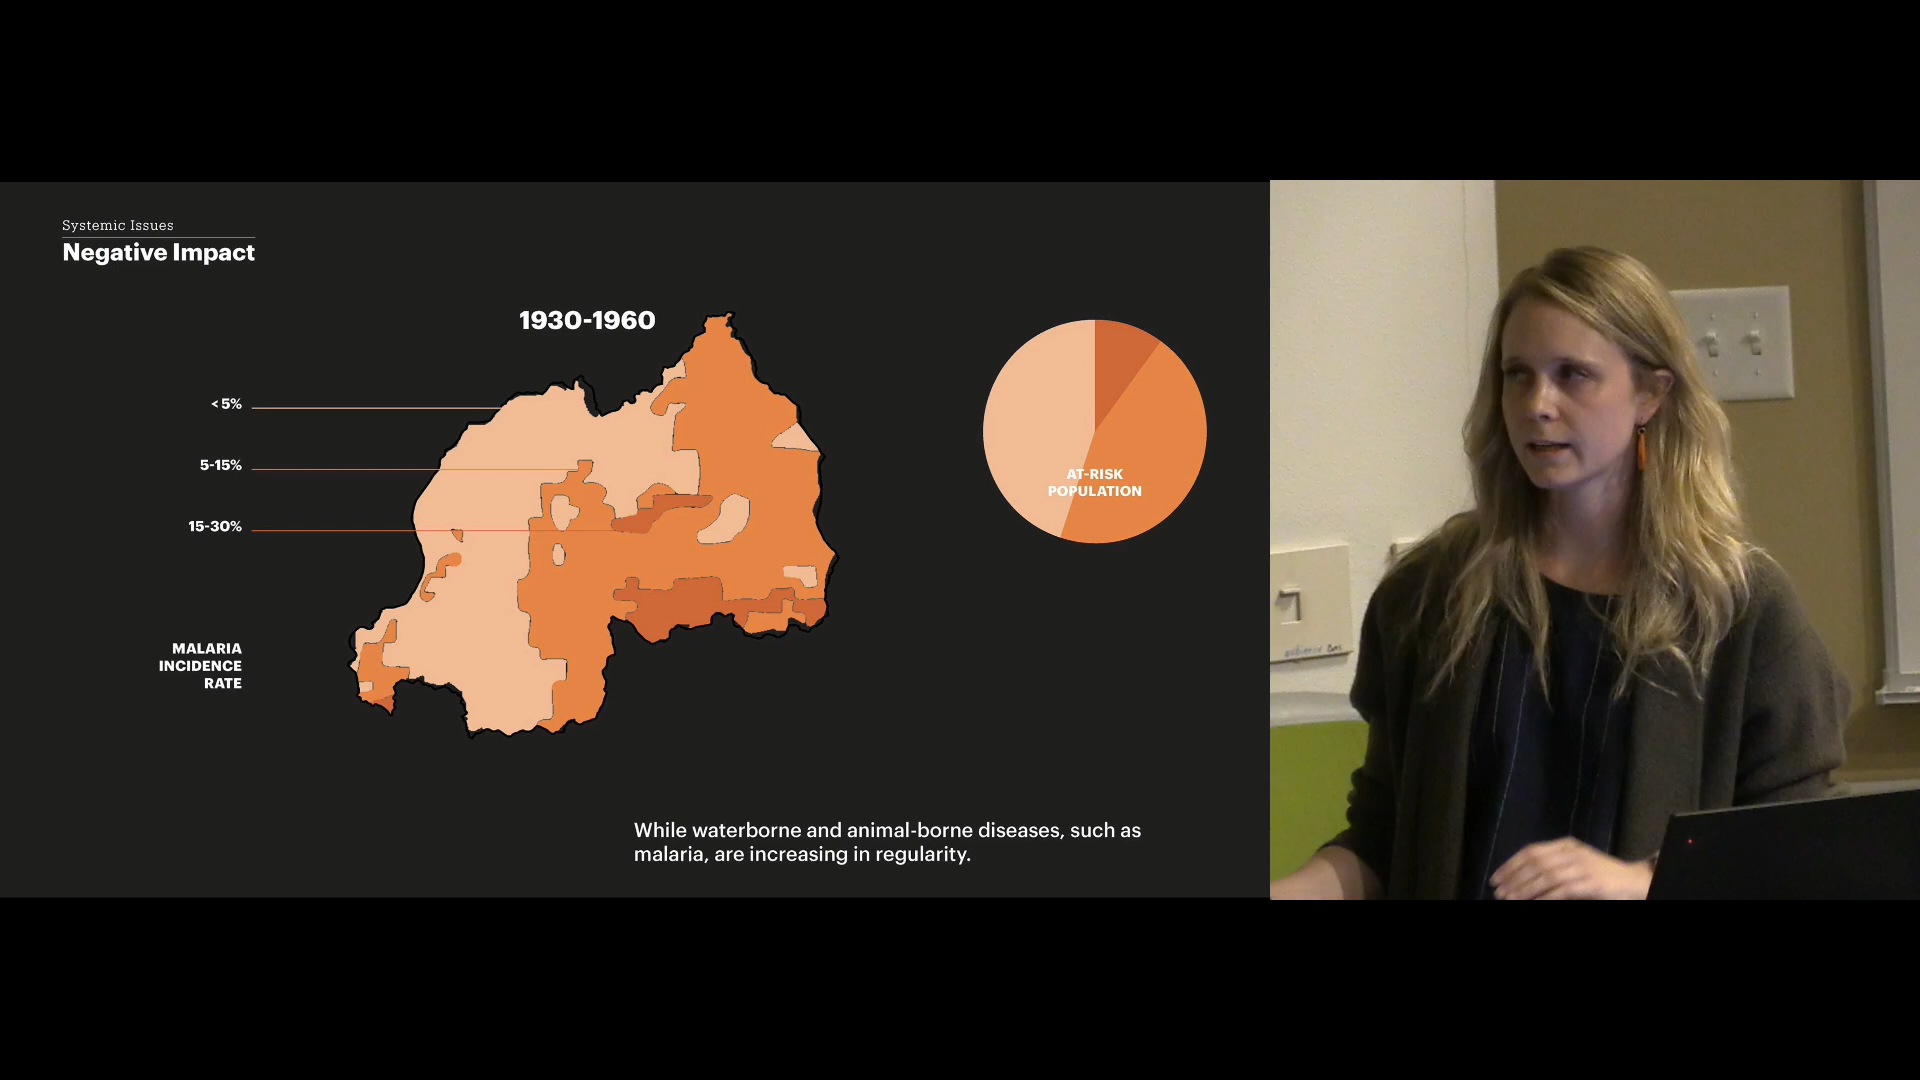 Systemic Issues
Negative Impact
1930-1960
< 5%
5-15%
15-30%
MALARIA
INCIDENCE
RATE
AT-RISK
POPULATION
While waterborne and animal-borne diseases, such as
malaria, are increasing in regularity.